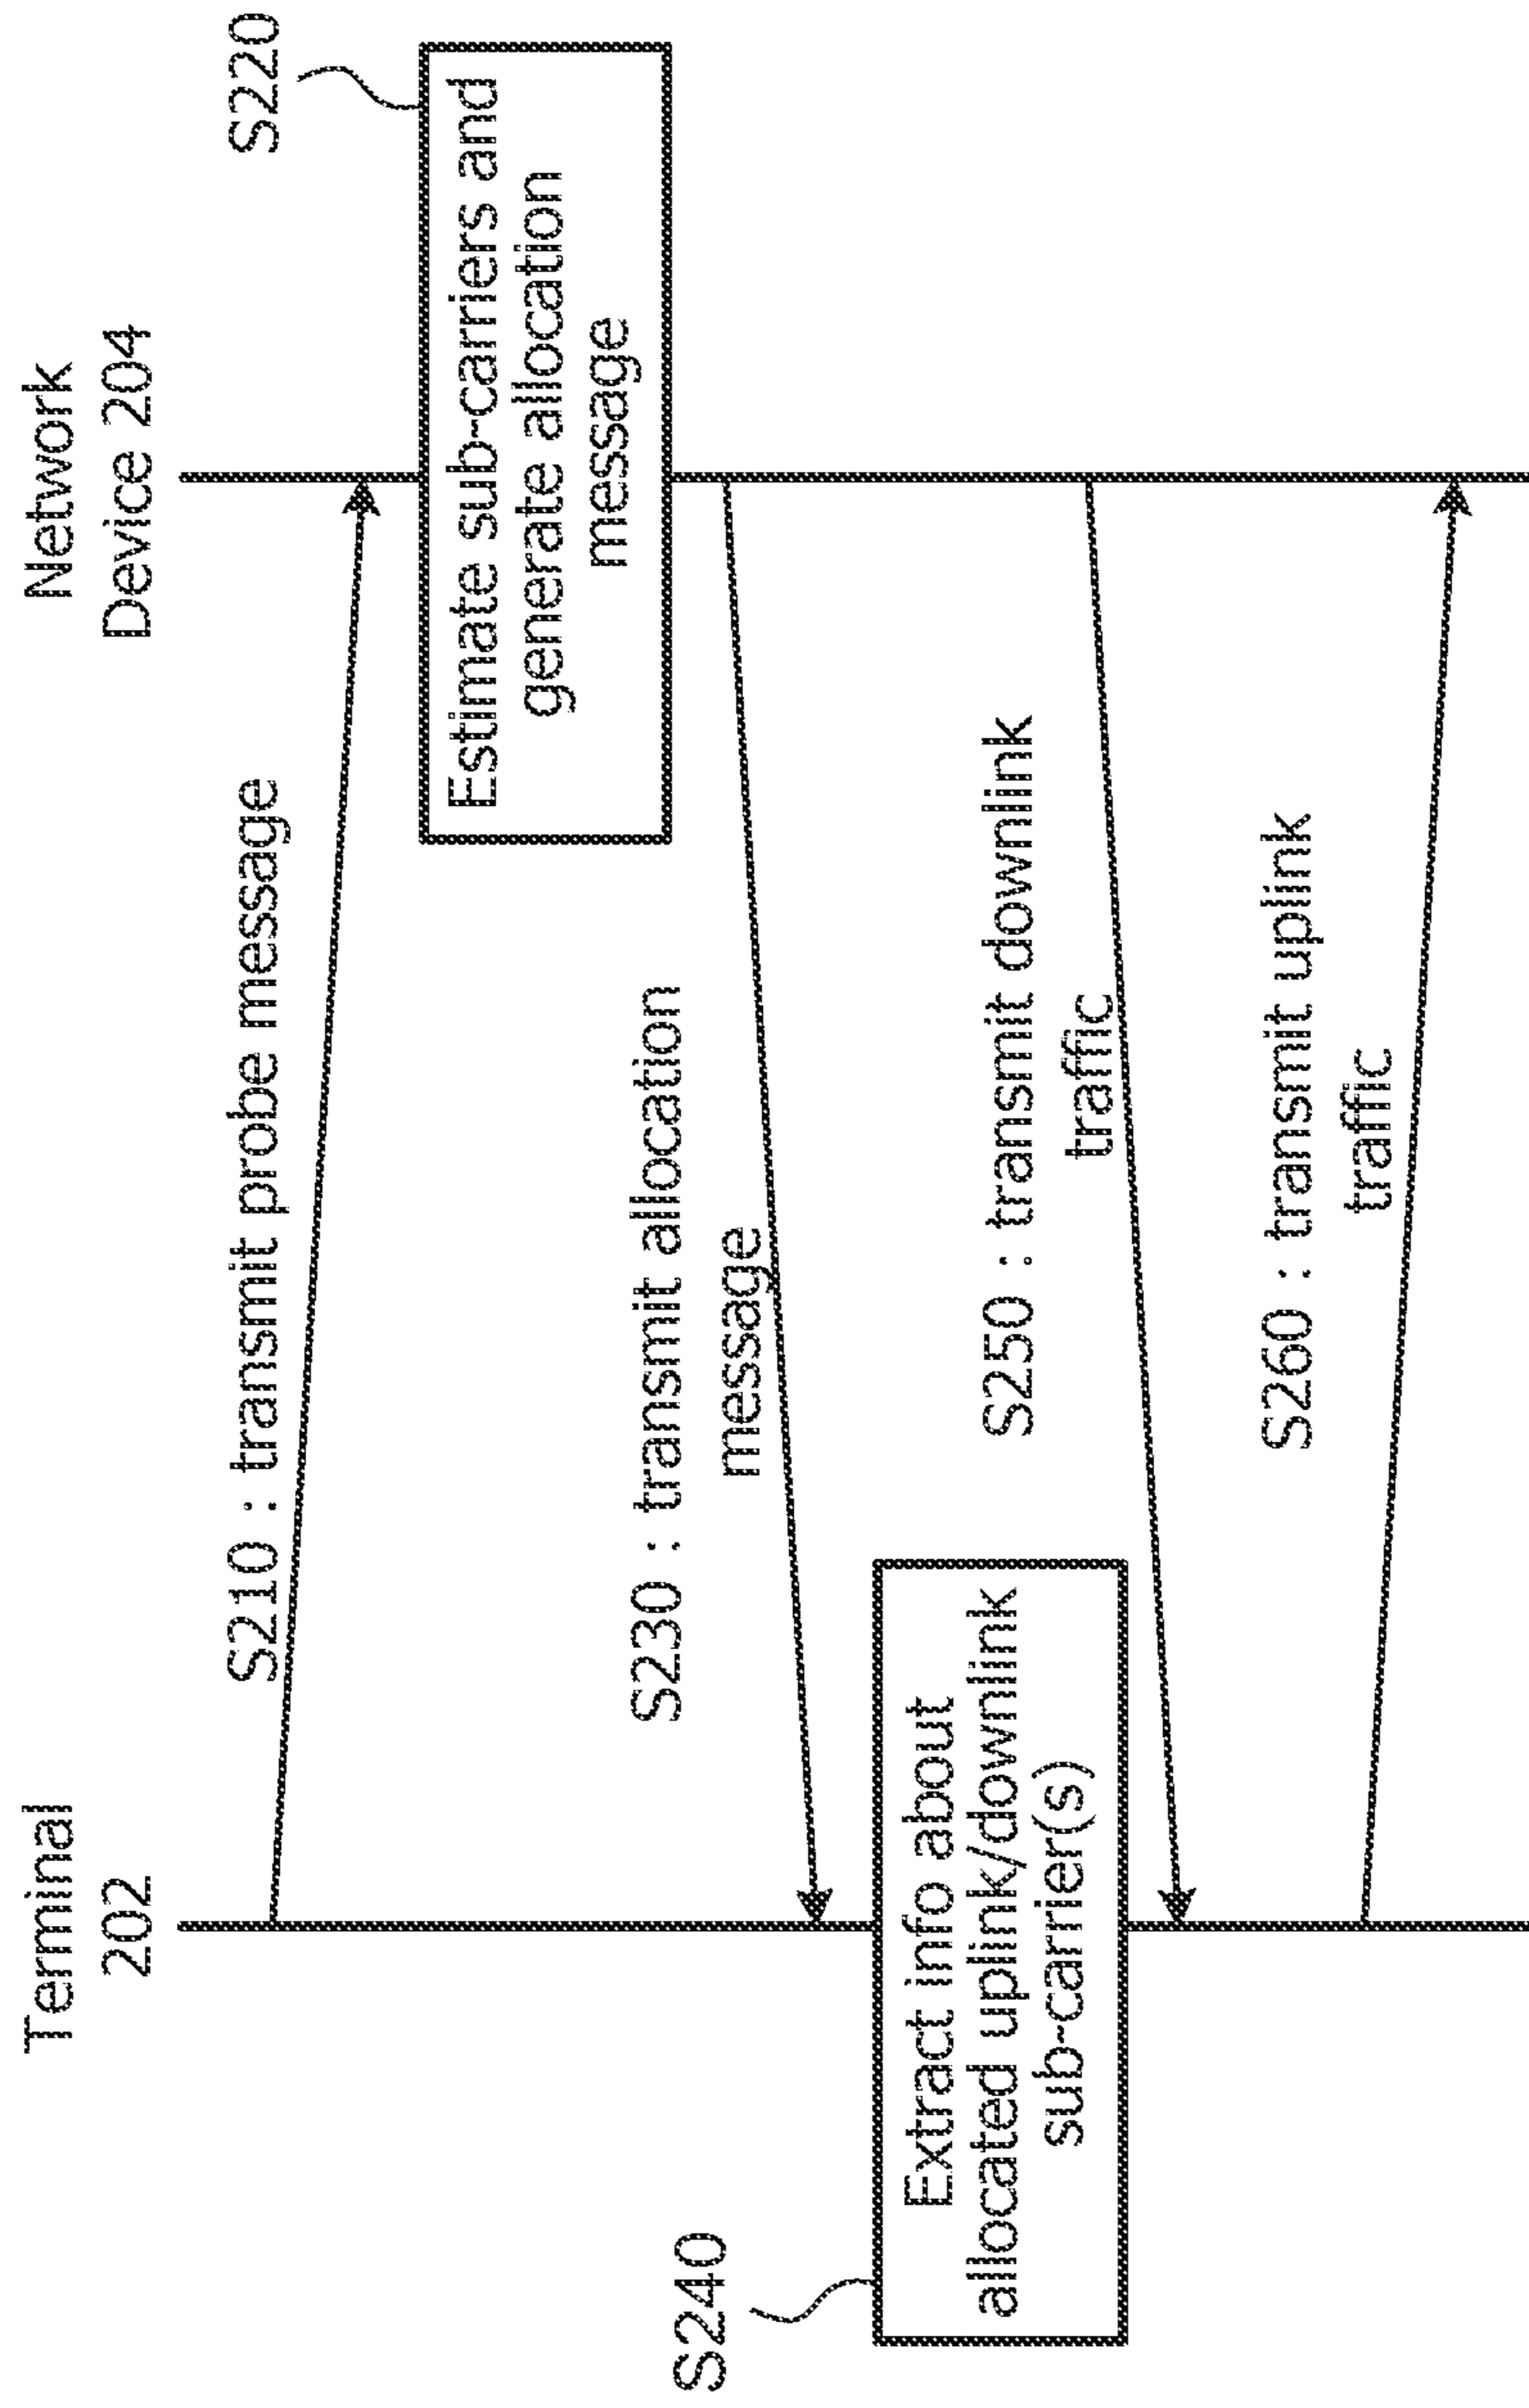 Terminal
202
Network
Device 204
S210 : transmit probe message
S220
Estimate sub-carriers and
generate allocation
message
S230 : transmit allocation
message
S240
Extract info about
allocated uplink/downlink
sub-carrier(s)
S250 : transmit downlink
traffic
S260 : transmit uplink
traffic